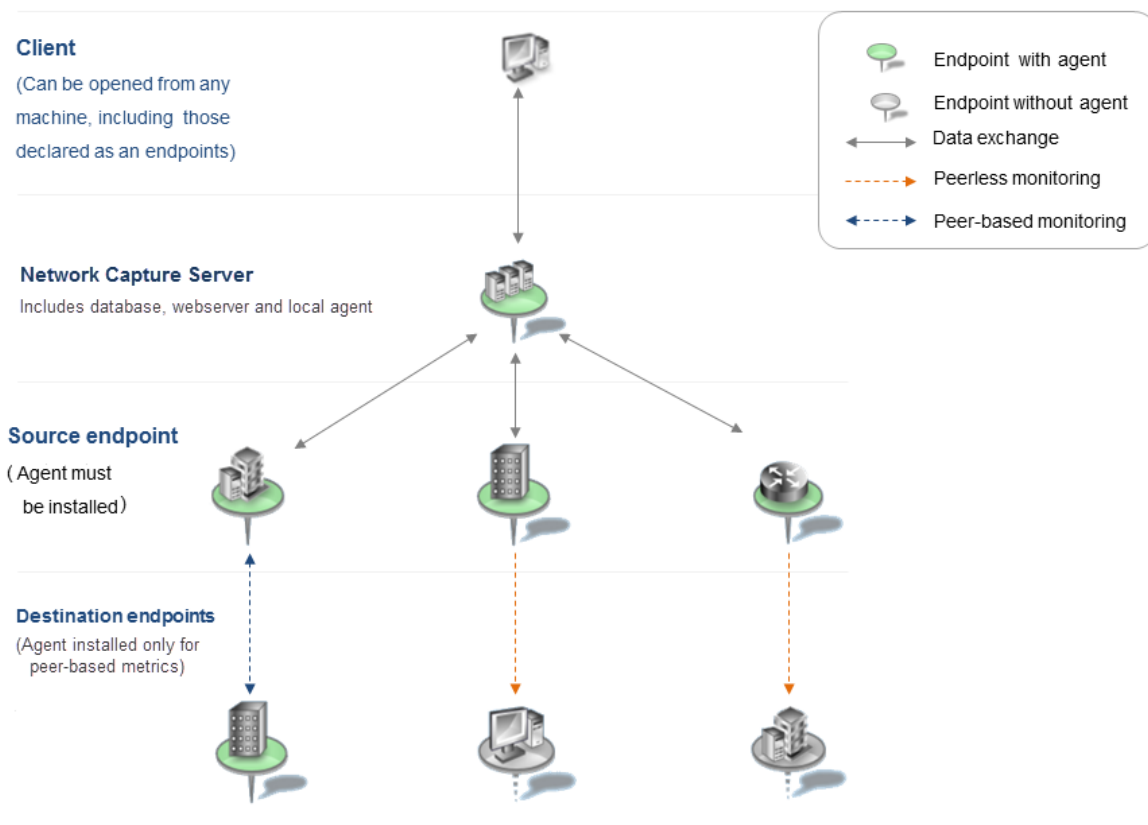 Client
(Can be opened from any
machine, including those
declared as an endpoints)
Endpoint with agent
Endpoint without agent
Data exchange
Peerless monitoring
Peer-based monitoring
Network Capture Server
Includes database, webserver and local agent
Source endpoint
(Agent must
be installed)
Destination endpoints
(Agent installed only for
peer-based metrics)